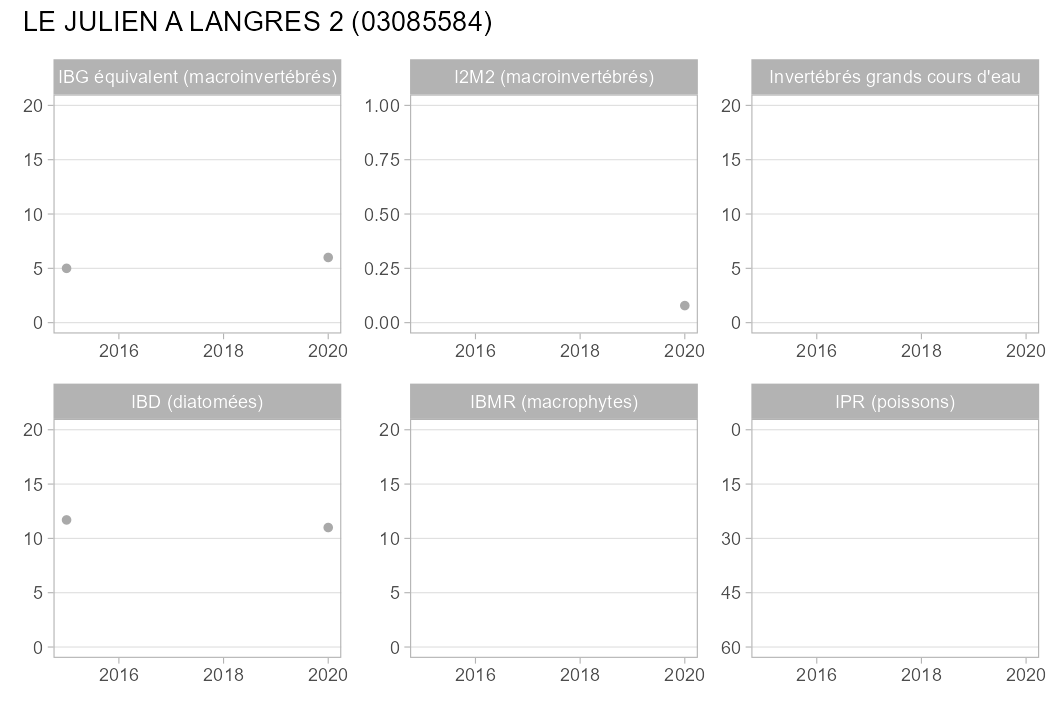 LE JULIEN A LANGRES 2 (03085584)
IBG équivalent (macroinvertébrés)
20
15
10
5
0
2016 2018 2020
I2M2 (macroinvertébrés)
1.00
0.75
0.50
0.25
0.00
2016 2018 2020
Invertébrés grands cours d'eau
20
15
10
5
0
2016 2018 2020
IBD (diatomées)
20
15
10
5
0
2016 2018 2020
IBMR (macrophytes)
20
15
10
5
0
2016 2018 2020
IPR (poissons)
0
15
30
45
60
2016 2018 2020